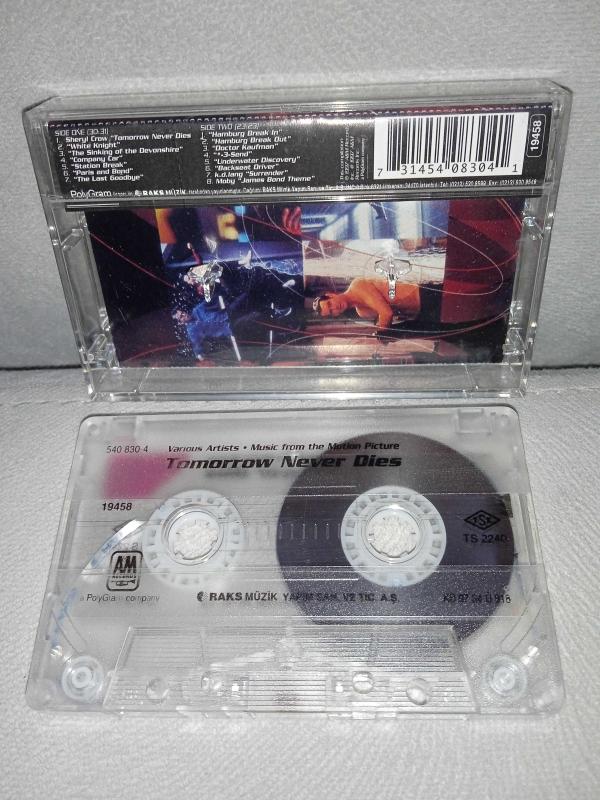 SIDE ONE (30:31)
1. Sheryl Crow "Tomorrow Never Dies
2. "White Knight"
3. "The Sinking of the Devonshire"
4. "Company Car"
5. "Station Break"
6. "Paris and Bond"
7. "The Last Goodbye"
SIDE TWO (23:23)
1. "Hamburg Break In"
2. "Hamburg Break Out"
3. "Doctor Kaufman"
4. "*-3-Send"
5. "Underwater Discovery"
6. "Backseat Driver"
7. k.d.lang "Surrender"
8. Moby "James Bond Theme"
7 31454 08304 1
19458
PolyGram
RAKS MÜZİK
540 830-4
Various Artists • Music from the Motion Picture
Tomorrow Never Dies
19458
TSE
TS 2240
AM
RECORDS
a PolyGram company
RAKS MÜZİK YAPIM SAN. VE TİC. A.Ş.